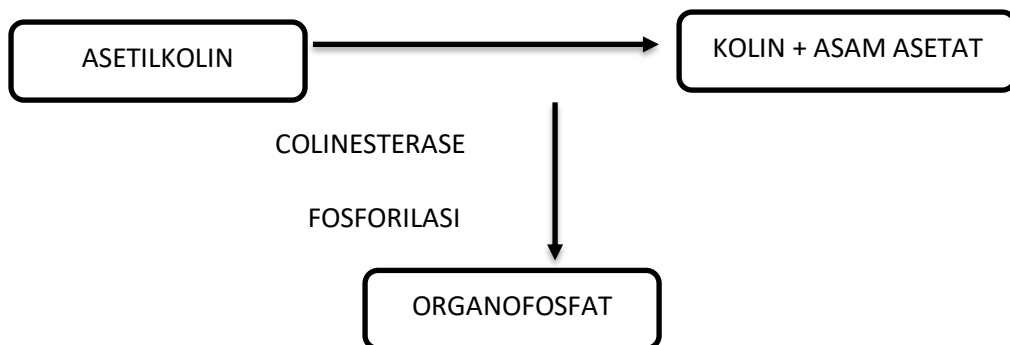 ASETILKOLIN
KOLIN + ASAM ASETAT
COLINESTERASE
FOSFORILASI
ORGANOFOSFAT